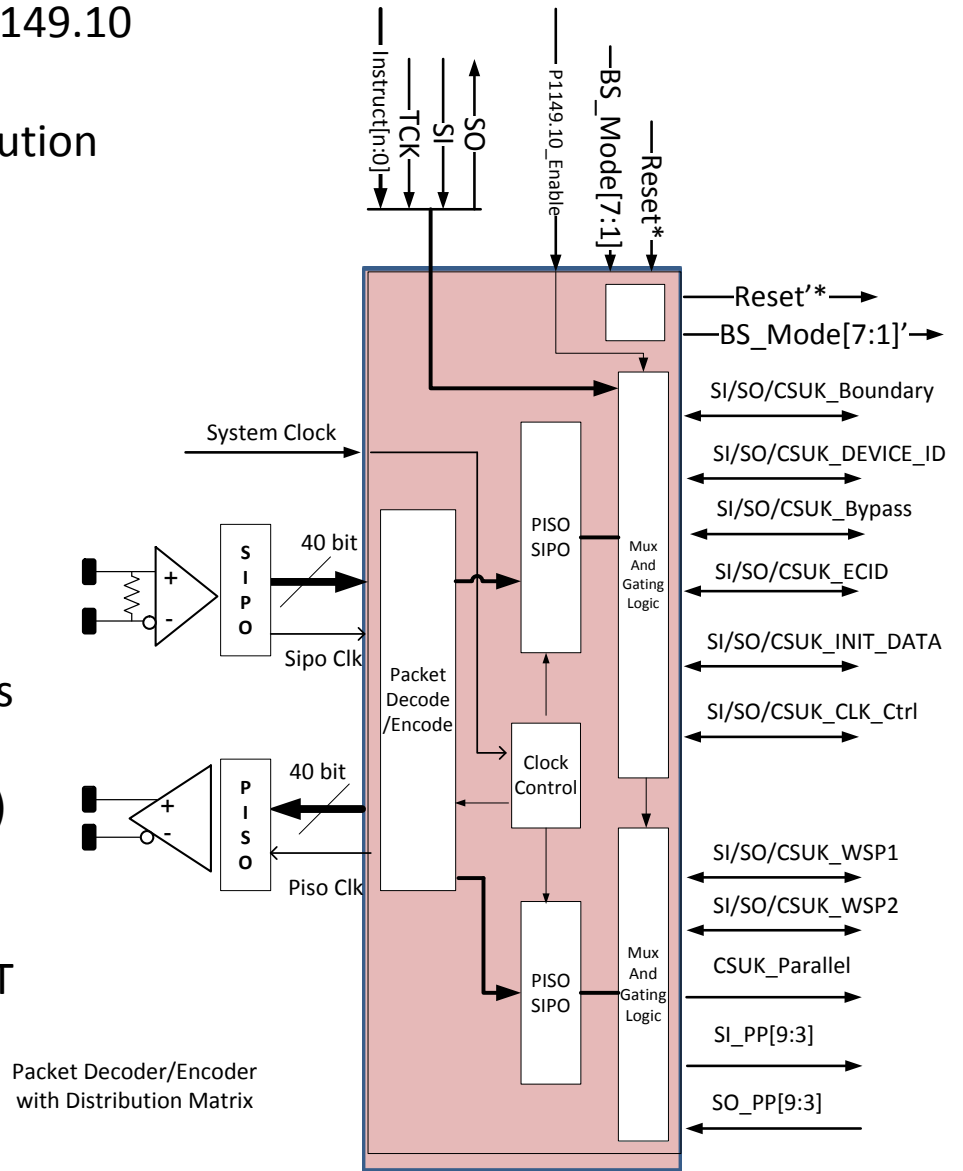 149.10
ution
s
)
T
Instruct[n:0]
TCK
SI
SO
P1149.10_Enable
BS_Mode[7:1]
Reset*
Reset'*
BS_Mode[7:1]'
SI/SO/CSUK_Boundary
System Clock
SI/SO/CSUK_DEVICE_ID
SI/SO/CSUK_Bypass
PISO
SIPO
Mux
And
Gating
Logic
S
I
P
O
40 bit
+
-
Sipo Clk
SI/SO/CSUK_ECID
SI/SO/CSUK_INIT_DATA
Packet
Decode
/Encode
SI/SO/CSUK_CLK_Ctrl
Clock
Control
P
I
S
O
40 bit
+
-
Piso Clk
SI/SO/CSUK_WSP1
SI/SO/CSUK_WSP2
PISO
SIPO
Mux
And
Gating
Logic
CSUK_Parallel
SI_PP[9:3]
SO_PP[9:3]
Packet Decoder/Encoder
with Distribution Matrix